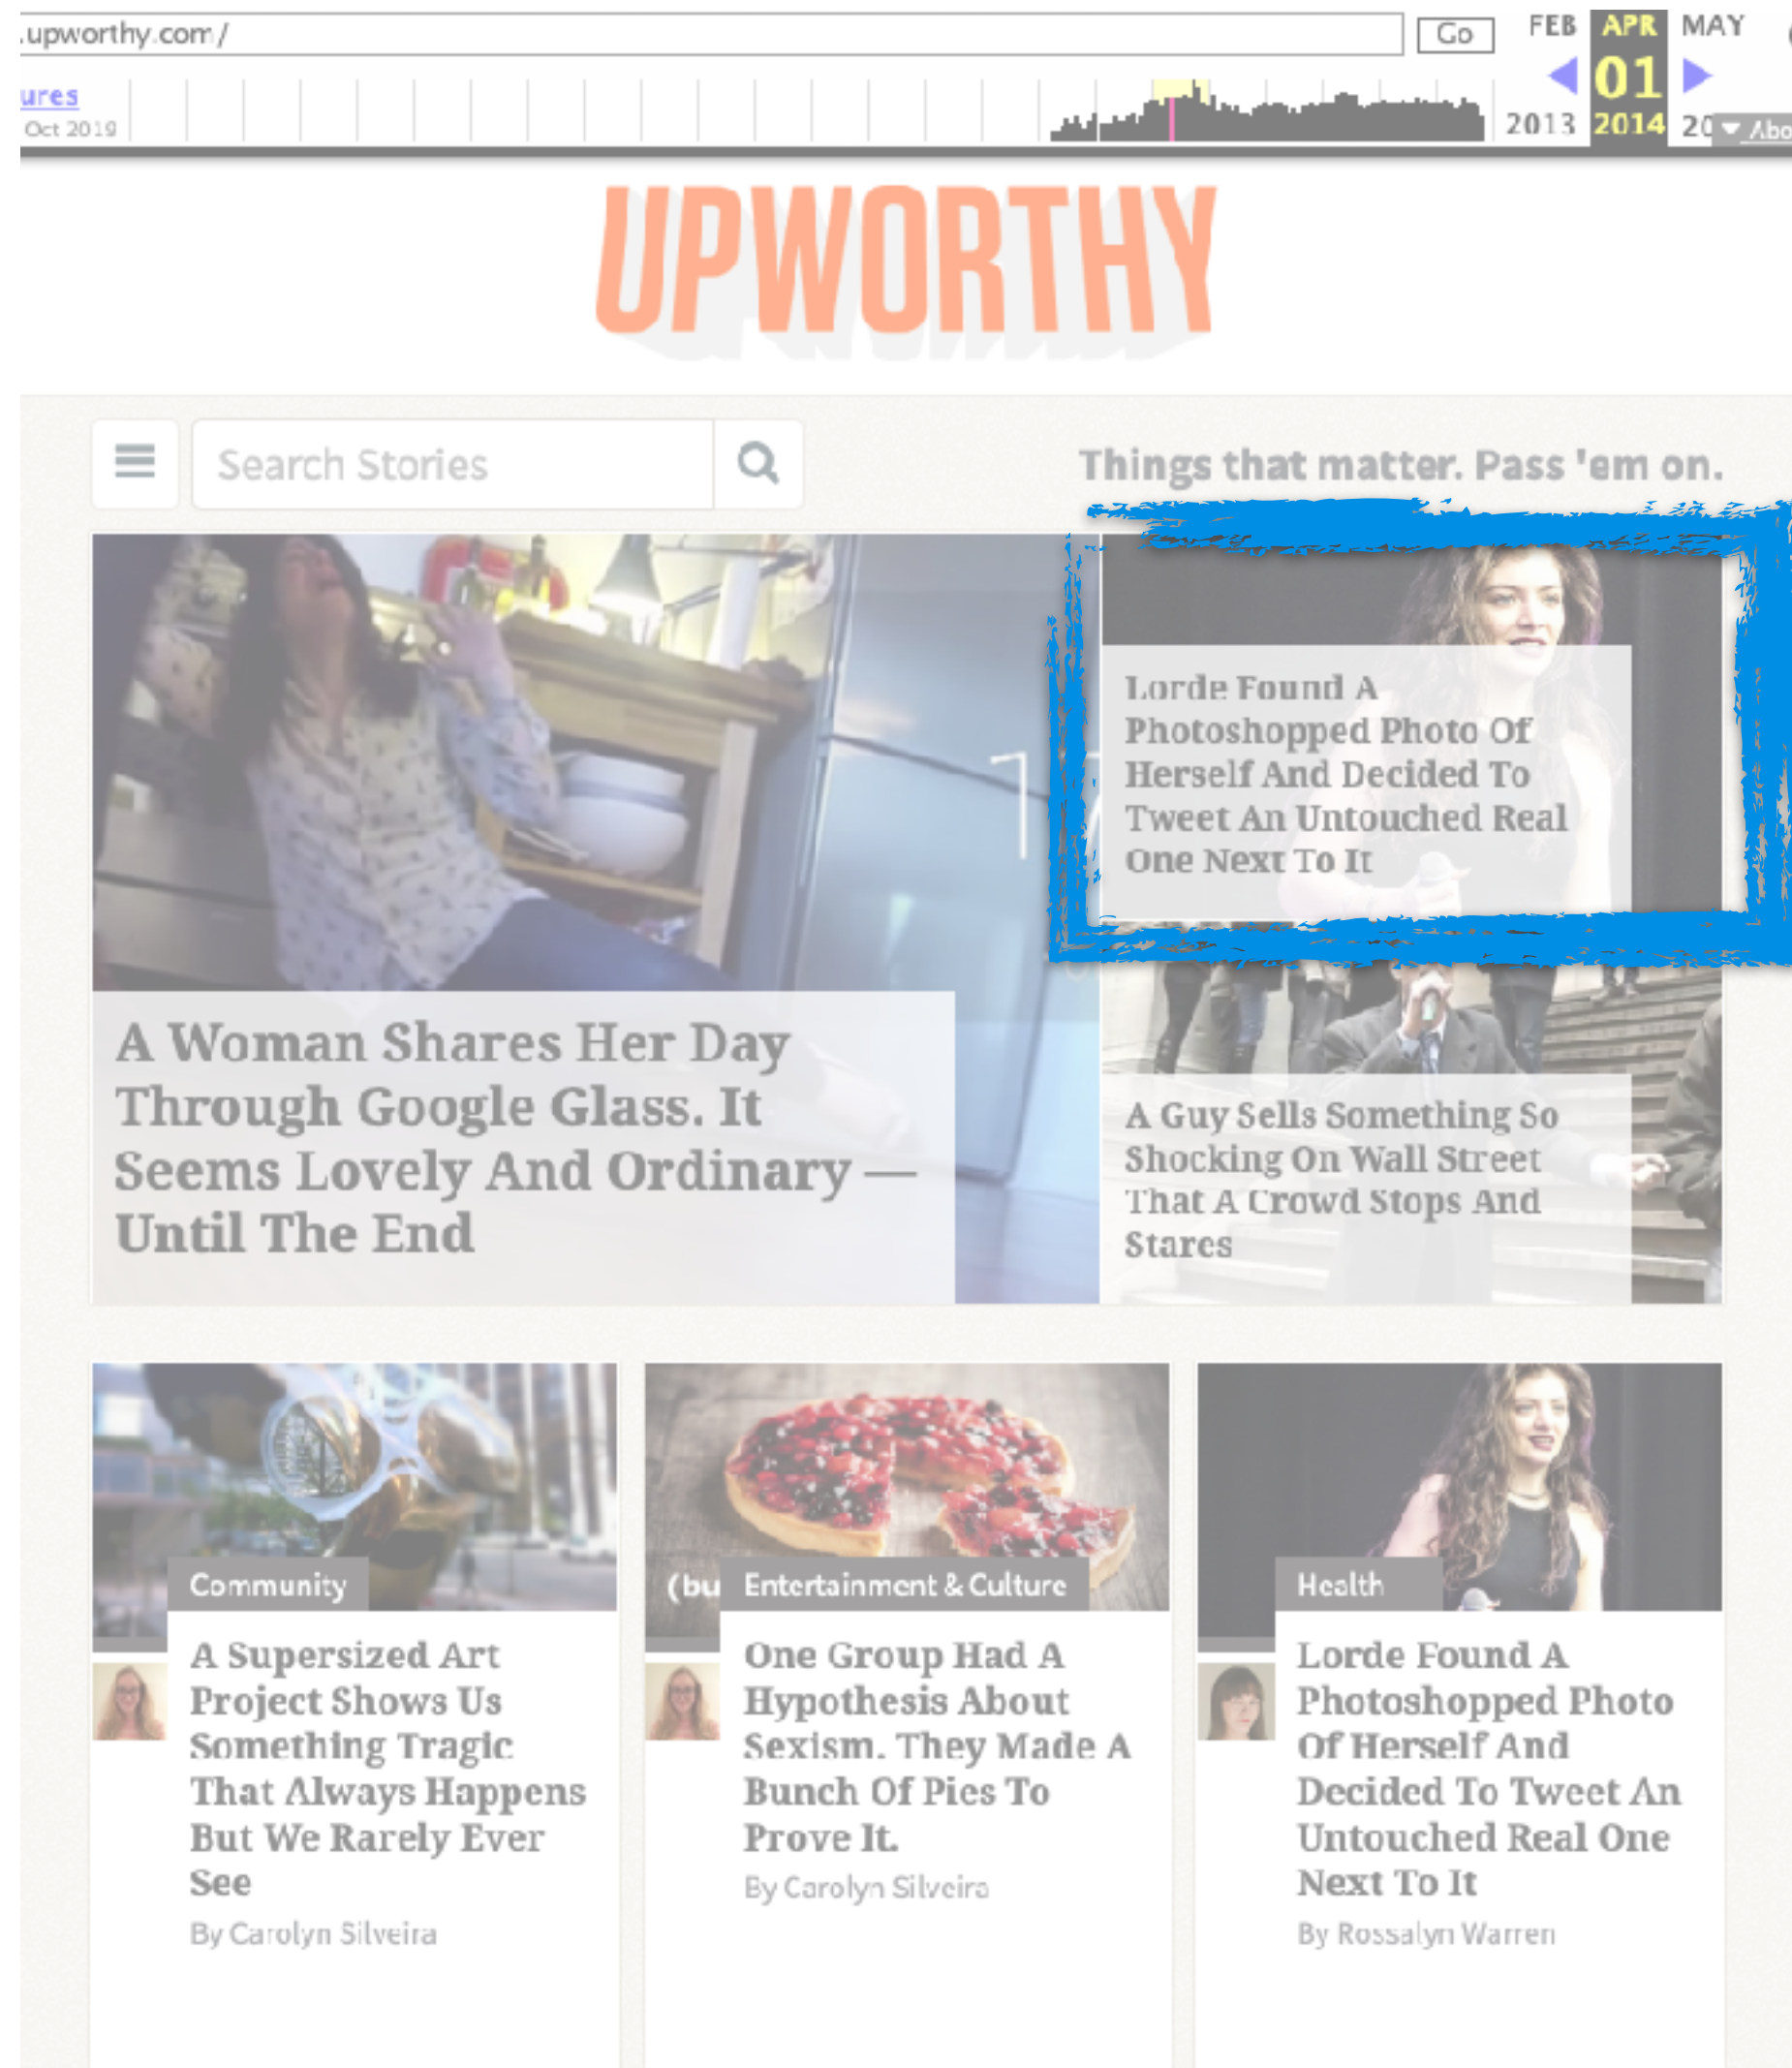 .upworthy.com/
Go
FEB APR MAY
ures
01
Oct 2019
2013 2014
UPWORTHY
Search Stories
Things that matter. Pass 'em on.
Lorde Found A
Photoshopped Photo Of
Herself And Decided To
Tweet An Untouched Real
One Next To It
A Woman Shares Her Day
Through Google Glass. It
Seems Lovely And Ordinary —
Until The End
A Guy Sells Something So
Shocking On Wall Street
That A Crowd Stops And
Stares
Community
A Supersized Art
Project Shows Us
Something Tragic
That Always Happens
But We Rarely Ever
See
By Carolyn Silveira
(bu
Entertainment & Culture
One Group Had A
Hypothesis About
Sexism. They Made A
Bunch Of Pies To
Prove It.
By Carolyn Silveira
Health
Lorde Found A
Photoshopped Photo
Of Herself And
Decided To Tweet An
Untouched Real One
Next To It
By Rossalyn Warren